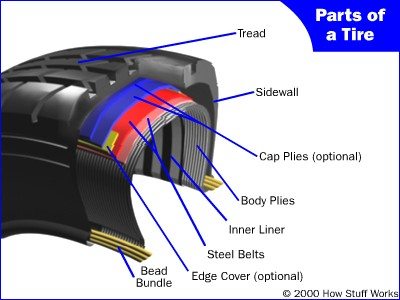 Parts of
a Tire
Tread
Sidewall
Cap Plies (optional)
Body Plies
Inner Liner
Steel Belts
Edge Cover (optional)
Bead
Bundle
© 2000 How Stuff Works